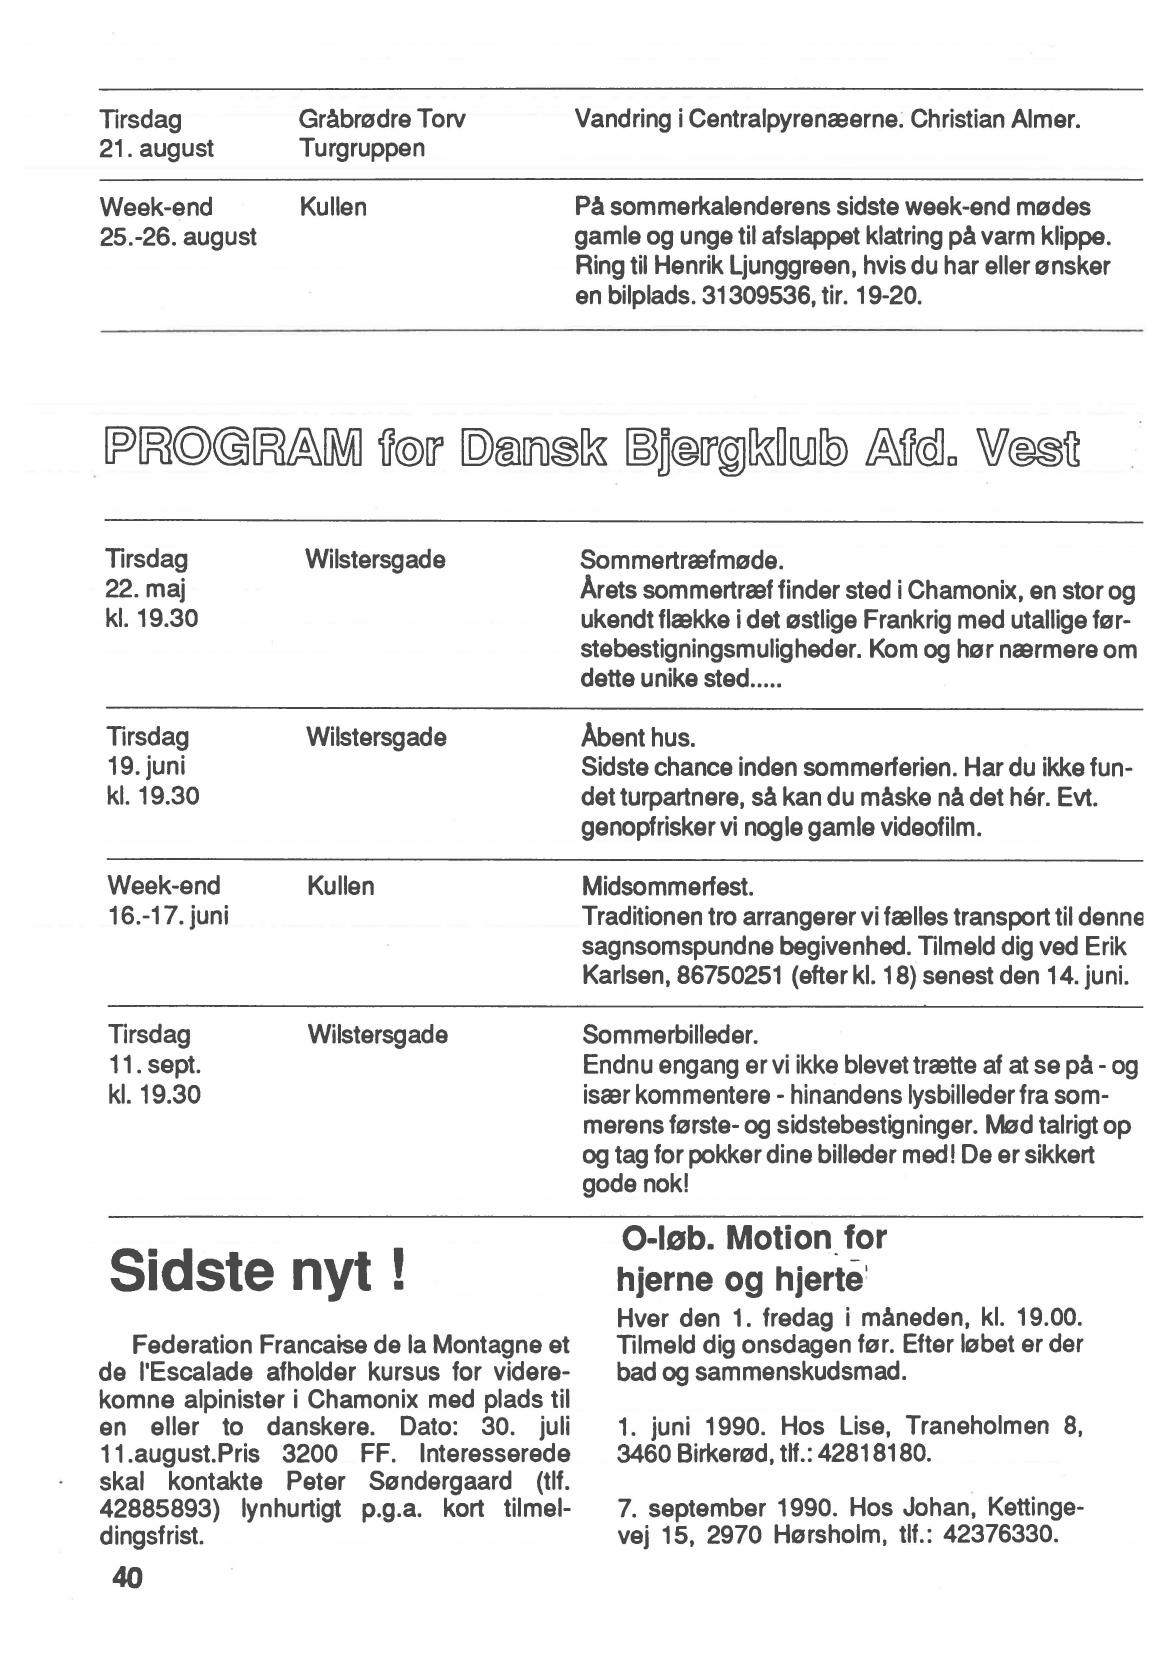 Tirsdag Gråbrødre Torv Vandring i Centralpyrenæerne. Christian Almer.
21. august Turgruppen
Week-end Kullen På sommerkalenderens sidste week-end mødes
25.-26. august gamle og unge til afslappet klatring på varm klippe.
Ring til Henrik Ljunggreen, hvis du har eller ønsker
en bilplads. 31309536, tir. 19-20.
PROGRAM for Dansk Bjergklub Afd. Vest
Tirsdag Wilstersgade Sommertræfmøde.
22. maj Årets sommertræf finder sted i Chamonix, en stor og
kl. 19.30 ukendt flække i det østlige Frankrig med utallige før-
stebestigningsmuligheder. Kom og hør nærmere om
dette unike sted.....
Tirsdag Wilstersgade Åbent hus.
19. juni Sidste chance inden sommerferien. Har du ikke fun-
kl. 19.30 det turpartnere, så kan du måske nå det hér. Evt.
genopfrisker vi nogle gamle videofilm.
Week-end Kullen Midsommerfest.
16.-17. juni Traditionen tro arrangerer vi fælles transport til denne
sagnsomspundne begivenhed. Tilmeld dig ved Erik
Karlsen, 86750251 (efter kl. 18) senest den 14. juni.
Tirsdag Wilstersgade Sommerbilleder.
11. sept. Endnu engang er vi ikke blevet trætte af at se på - og
kl. 19.30 især kommentere - hinandens lysbilleder fra som-
merens første- og sidstebestigninger. Mød talrigt op
og tag for pokker dine billeder med! De er sikkert
gode nok!
Sidste nyt !
Federation Francaise de la Montagne et
de l'Escalade afholder kursus for videre-
komne alpinister i Chamonix med plads til
en eller to danskere. Dato: 30. juli
11.august.Pris 3200 FF. Interesserede
skal kontakte Peter Søndergaard (tlf.
42885893) lynhurtigt p.g.a. kort tilmel-
dingsfrist.
O-løb. Motion for
hjerne og hjerte
Hver den 1. fredag i måneden, kl. 19.00.
Tilmeld dig onsdagen før. Efter løbet er der
bad og sammenskudsmad.
1. juni 1990. Hos Lise, Traneholmen 8,
3460 Birkerød, tlf.: 42818180.
7. september 1990. Hos Johan, Kettinge-
vej 15, 2970 Hørsholm, tlf.: 42376330.
40